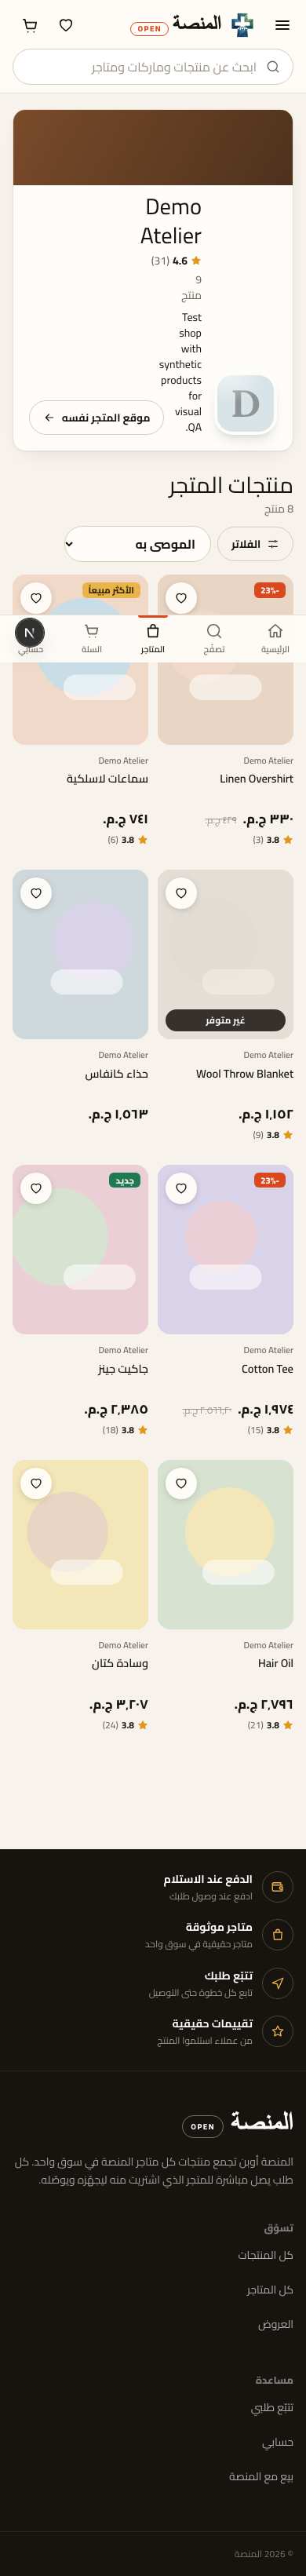 المنصة OPEN
ابحث عن منتجات وماركات ومتاجر
Demo
Atelier
4.6 (31)
9
منتج
Test
shop
with
synthetic
products
for
visual
QA.
D
موقع المتجر نفسه
منتجات المتجر
8 منتج
الفلاتر
الموصى به
-23%
الأكثر مبيعاً
الرئيسية
تصفّح
المتاجر
السلة
حسابي
N
Demo Atelier
Linen Overshirt
٣٣٠ ج.م. ٤٢٩ ج.م.
3.8 (3)
Demo Atelier
سماعات لاسلكية
٧٤١ ج.م.
3.8 (6)
غير متوفر
Demo Atelier
Wool Throw Blanket
١,١٥٢ ج.م.
3.8 (9)
Demo Atelier
حذاء كانفاس
١,٥٦٣ ج.م.
-23%
Demo Atelier
Cotton Tee
١,٩٧٤ ج.م. ٢,٥٦٦,٢٠ ج.م.
3.8 (15)
جديد
Demo Atelier
جاكيت جينز
٢,٣٨٥ ج.م.
3.8 (18)
Demo Atelier
Hair Oil
٢,٧٩٦ ج.م.
3.8 (21)
Demo Atelier
وسادة كتان
٣,٢٠٧ ج.م.
3.8 (24)
الدفع عند الاستلام
ادفع عند وصول طلبك
متاجر موثوقة
متاجر حقيقية في سوق واحد
تتبّع طلبك
تابع كل خطوة حتى التوصيل
تقييمات حقيقية
من عملاء استلموا المنتج
المنصة OPEN
المنصة أوبن تجمع منتجات كل متاجر المنصة في سوق واحد. كل
طلب يصل مباشرة للمتجر الذي اشتريت منه ليجهّزه ويوصّله.
تسوّق
كل المنتجات
كل المتاجر
العروض
مساعدة
تتبّع طلبي
حسابي
بيع مع المنصة
© 2026 المنصة